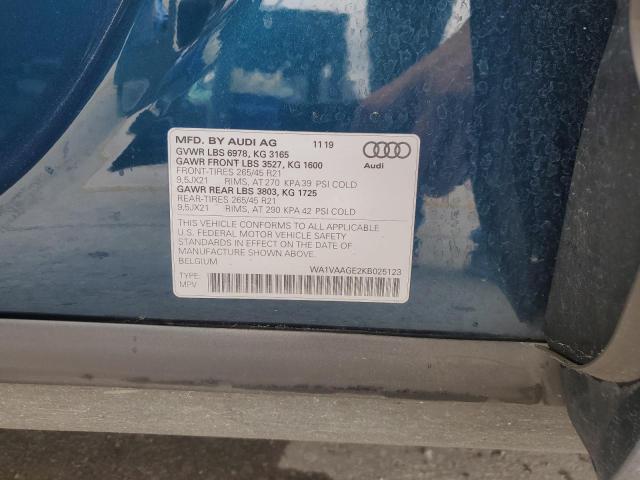 MFD. BY AUDI AG 11 19
GVWR LBS 6978, KG 3165
GAWR FRONT LBS 3527, KG 1600
FRONT-TIRES 265/45 R21
9,5JX21 RIMS, AT 270 KPA 39 PSI COLD
GAWR REAR LBS 3803, KG 1725
REAR-TIRES 265/45 R21
9,5JX21 RIMS, AT 290 KPA 42 PSI COLD
Audi
THIS VEHICLE CONFORMS TO ALL APPLICABLE
U. S. FEDERAL MOTOR VEHICLE SAFETY
STANDARDS IN EFFECT ON THE DATE OF
MANUFACTURE SHOWN ABOVE.
BELGIUM
WA1VAAGE2KB025123
TYPE:
MPV